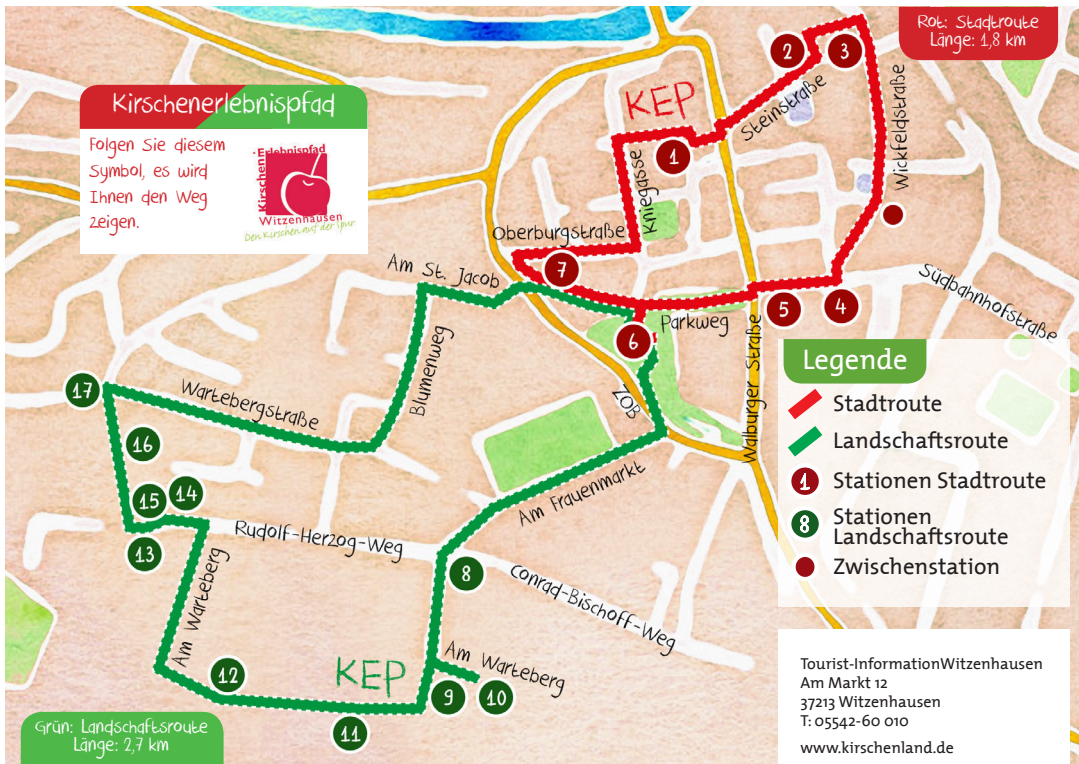 Rot: Stadtroute
Länge: 1,8 km
Kirschenerlebnispfad
Folgen Sie diesem
Symbol, es wird
Ihnen den Weg
zeigen.
Kirschen
Erlebnispfad
Witzenhausen
Den Kirschen auf der Spur
KEP
1
2
3
Steinstraße
Wickfeldstraße
Kniegasse
Oberburgstraße
7
Am St. Jacob
Südbahnhofstraße
4
5
6
Parkweg
Walburger Straße
ZOB
Blumenweg
Wartebergstraße
17
16
15
14
13
Am Frauenmarkt
Rudolf-Herzog-Weg
8
Conrad-Bischoff-Weg
Am Warteberg
12
KEP
Am Warteberg
9
10
11
Grün: Landschaftsroute
Länge: 2,7 km
Legende
Stadtroute
Landschaftsroute
1 Stationen Stadtroute
8 Stationen
Landschaftsroute
Zwischenstation
Tourist-InformationWitzenhausen
Am Markt 12
37213 Witzenhausen
T: 05542-60 010
www.kirschenland.de